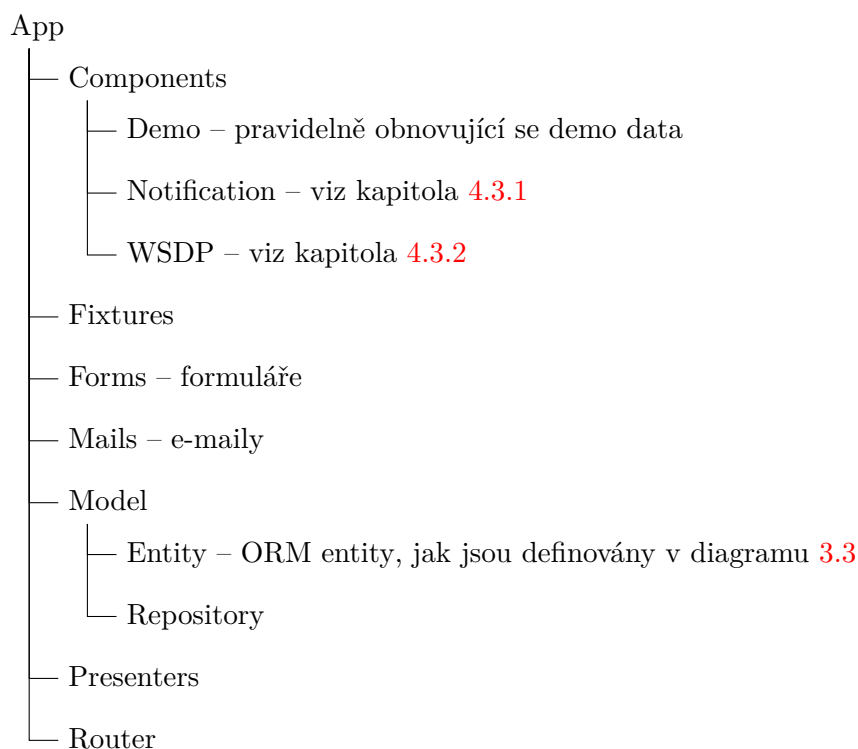 App
Components
Demo – pravidelně obnovující se demo data
Notification – viz kapitola 4.3.1
WSDP – viz kapitola 4.3.2
Fixtures
Forms – formuláře
Mails – e-maily
Model
Entity – ORM entity, jak jsou definovány v diagramu 3.3
Repository
Presenters
Router